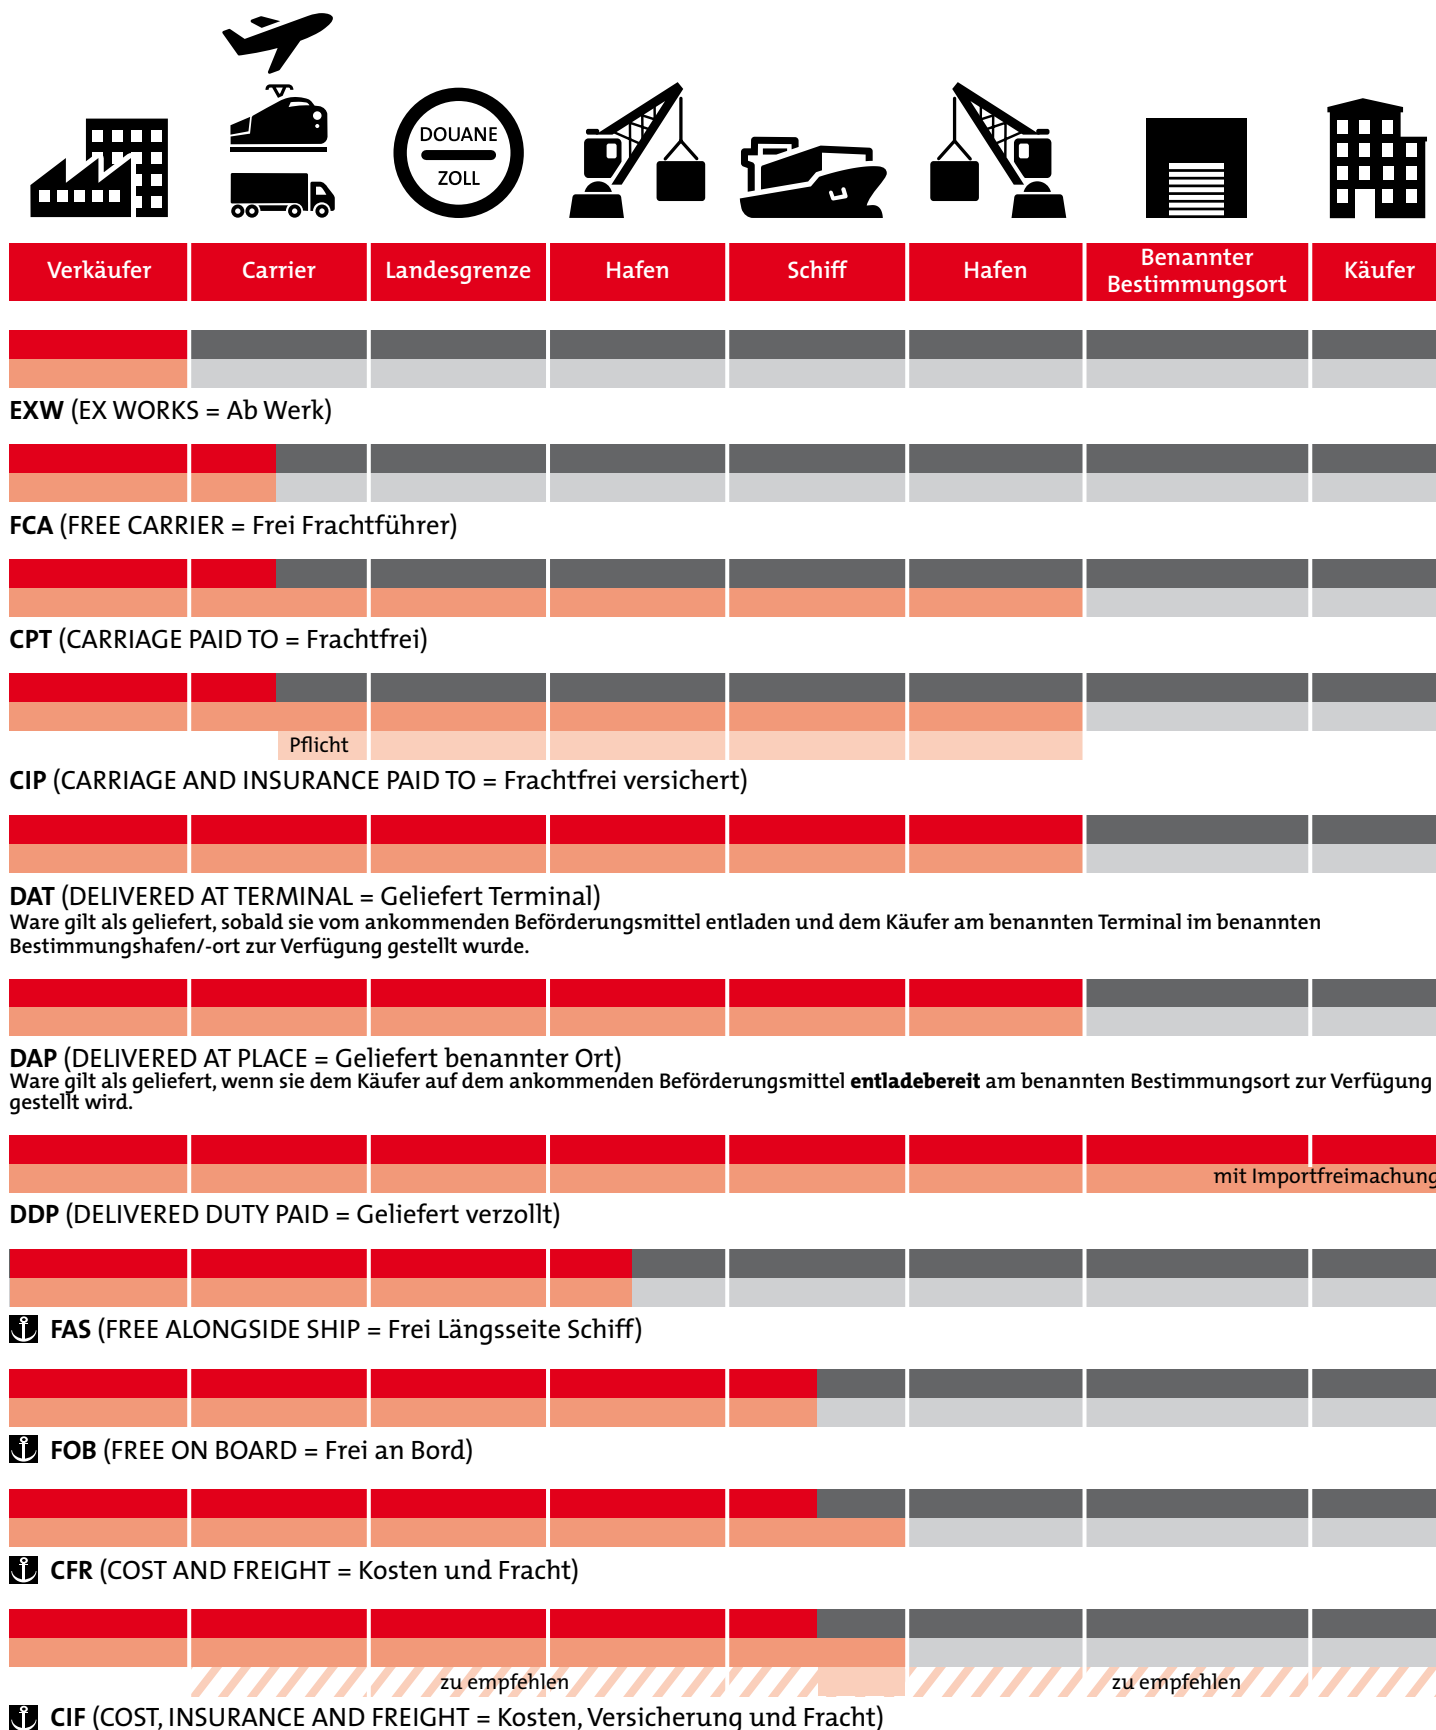 DOUANE
ZOLL
Verkäufer
Carrier
Landesgrenze
Hafen
Schiff
Hafen
Benannter
Bestimmungsort
Käufer
EXW (EX WORKS = Ab Werk)
FCA (FREE CARRIER = Frei Frachtführer)
CPT (CARRIAGE PAID TO = Frachtfrei)
Pflicht
CIP (CARRIAGE AND INSURANCE PAID TO = Frachtfrei versichert)
DAT (DELIVERED AT TERMINAL = Geliefert Terminal)
Ware gilt als geliefert, sobald sie vom ankommenden Beförderungsmittel entladen und dem Käufer am benannten Terminal im benannten
Bestimmungshafen/-ort zur Verfügung gestellt wurde.
DAP (DELIVERED AT PLACE = Geliefert benannter Ort)
Ware gilt als geliefert, wenn sie dem Käufer auf dem ankommenden Beförderungsmittel entladebereit am benannten Bestimmungsort zur Verfügung
gestellt wird.
mit Importfreimachung
DDP (DELIVERED DUTY PAID = Geliefert verzollt)
FAS (FREE ALONGSIDE SHIP = Frei Längsseite Schiff)
FOB (FREE ON BOARD = Frei an Bord)
CFR (COST AND FREIGHT = Kosten und Fracht)
zu empfehlen
zu empfehlen
CIF (COST, INSURANCE AND FREIGHT = Kosten, Versicherung und Fracht)